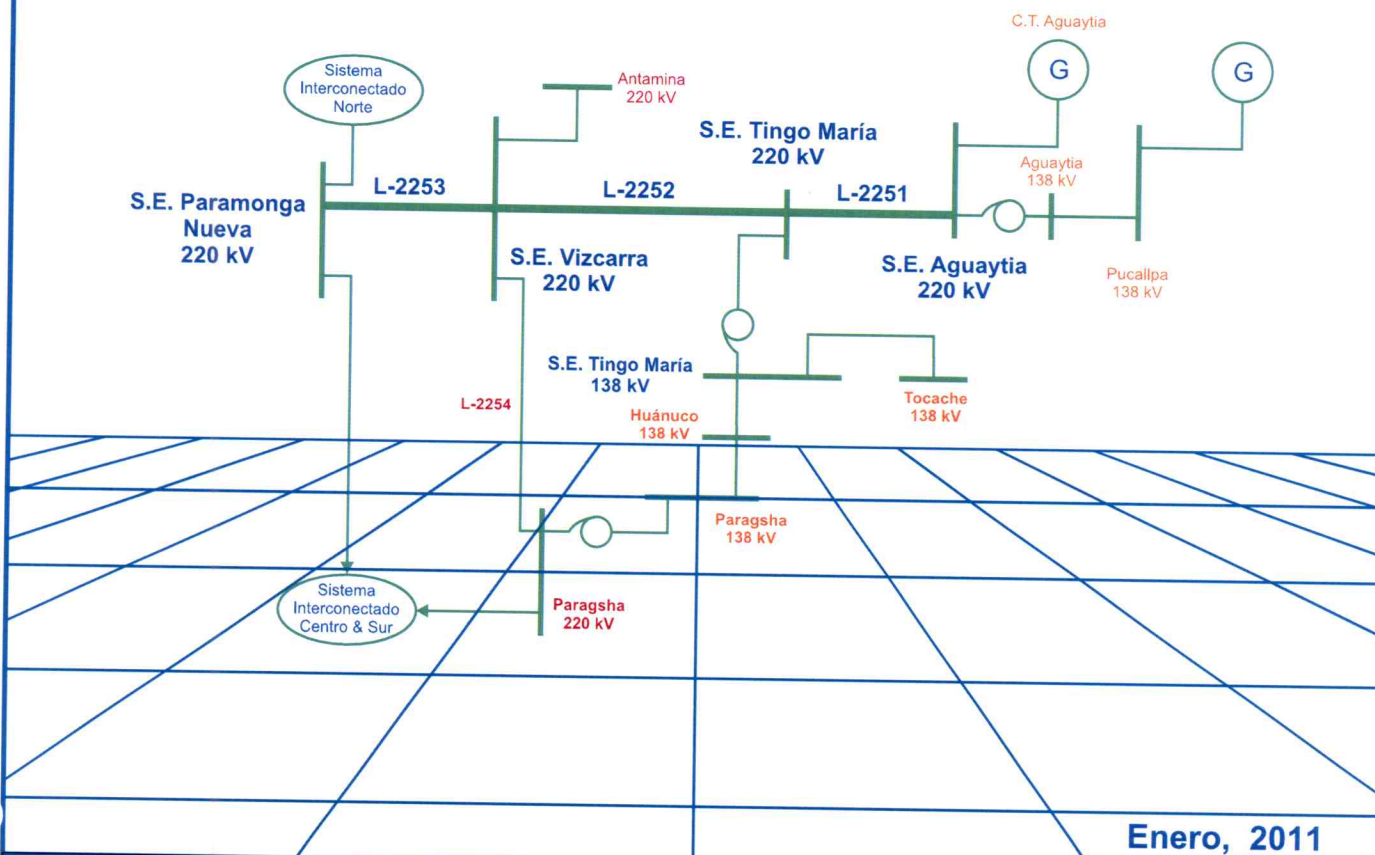 C.T. Aguaytia
G
G
Sistema
Interconectado
Norte
Antamina
220 kV
S.E. Tingo María
220 kV
Aguaytia
138 kV
L-2253
L-2252
L-2251
S.E. Paramonga
Nueva
220 kV
S.E. Vizcarra
220 kV
S.E. Aguaytia
220 kV
Pucallpa
138 kV
S.E. Tingo María
138 kV
Tocache
138 kV
L-2254
Huánuco
138 kV
Paragsha
138 kV
Sistema
Interconectado
Centro & Sur
Paragsha
220 kV
Enero, 2011